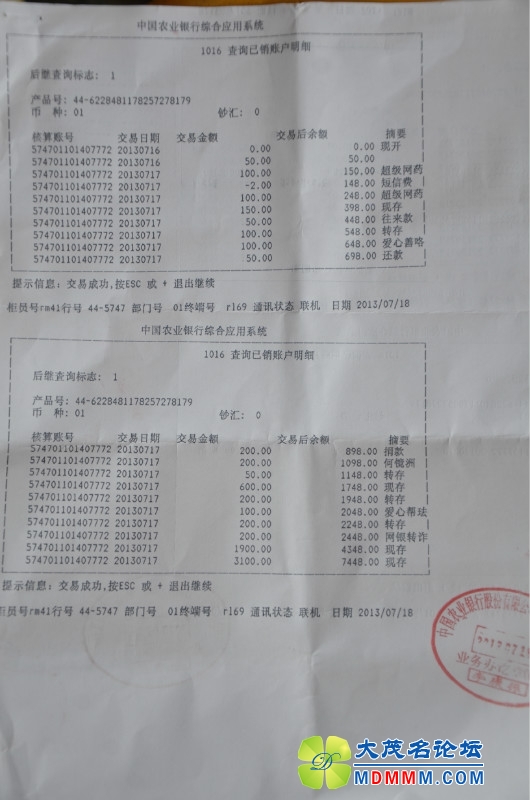 中国农业银行综合应用系统
1016 查询已销账户明细
后继查询标志： 1
产品号: 44-6228481178257278179
币 种: 01 钞汇: 0
核算账号 交易日期 交易金额 交易后余额 摘要
574701101407772 20130716 0.00 0.00 现开
574701101407772 20130716 50.00 50.00
574701101407772 20130717 100.00 150.00 超级网药
574701101407772 20130717 -2.00 148.00 短信费
574701101407772 20130717 100.00 248.00 超级网药
574701101407772 20130717 150.00 398.00 现存
574701101407772 20130717 50.00 448.00 往来款
574701101407772 20130717 100.00 548.00 转存
574701101407772 20130717 100.00 648.00 爱心善咯
574701101407772 20130717 50.00 698.00 还款
提示信息: 交易成功,按ESC 或 + 退出继续
柜员号rm41行号 44-5747 部门号 01终端号 r169 通讯状态 联机 日期 2013/07/18
中国农业银行综合应用系统
1016 查询已销账户明细
后继查询标志： 1
产品号: 44-6228481178257278179
币 种: 01 钞汇: 0
核算账号 交易日期 交易金额 交易后余额 摘要
574701101407772 20130717 200.00 898.00 捐款
574701101407772 20130717 200.00 1098.00 何健洲
574701101407772 20130717 50.00 1148.00 转存
574701101407772 20130717 600.00 1748.00 现存
574701101407772 20130717 200.00 1948.00 转存
574701101407772 20130717 100.00 2048.00 爱心帮珐
574701101407772 20130717 200.00 2248.00 转存
574701101407772 20130717 200.00 2448.00 网银转诈
574701101407772 20130717 1900.00 4348.00 现存
574701101407772 20130717 3100.00 7448.00 现存
提示信息: 交易成功,按ESC 或 + 退出继续
柜员号rm41行号 44-5747 部门号 01终端号 r169 通讯状态 联机 日期 2013/07/18
中国农业银行股份有限公
大茂名论坛
MDMMM.COM